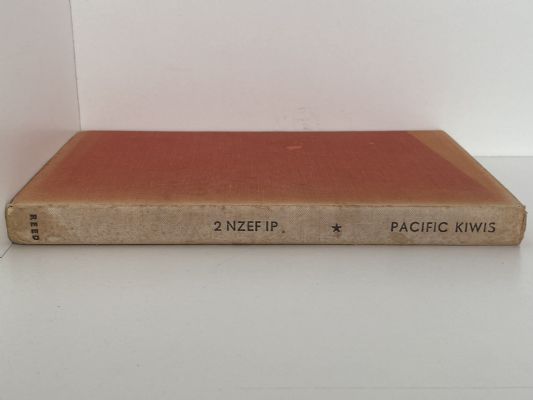 REED
2 NZEF IP
★
PACIFIC KIWIS